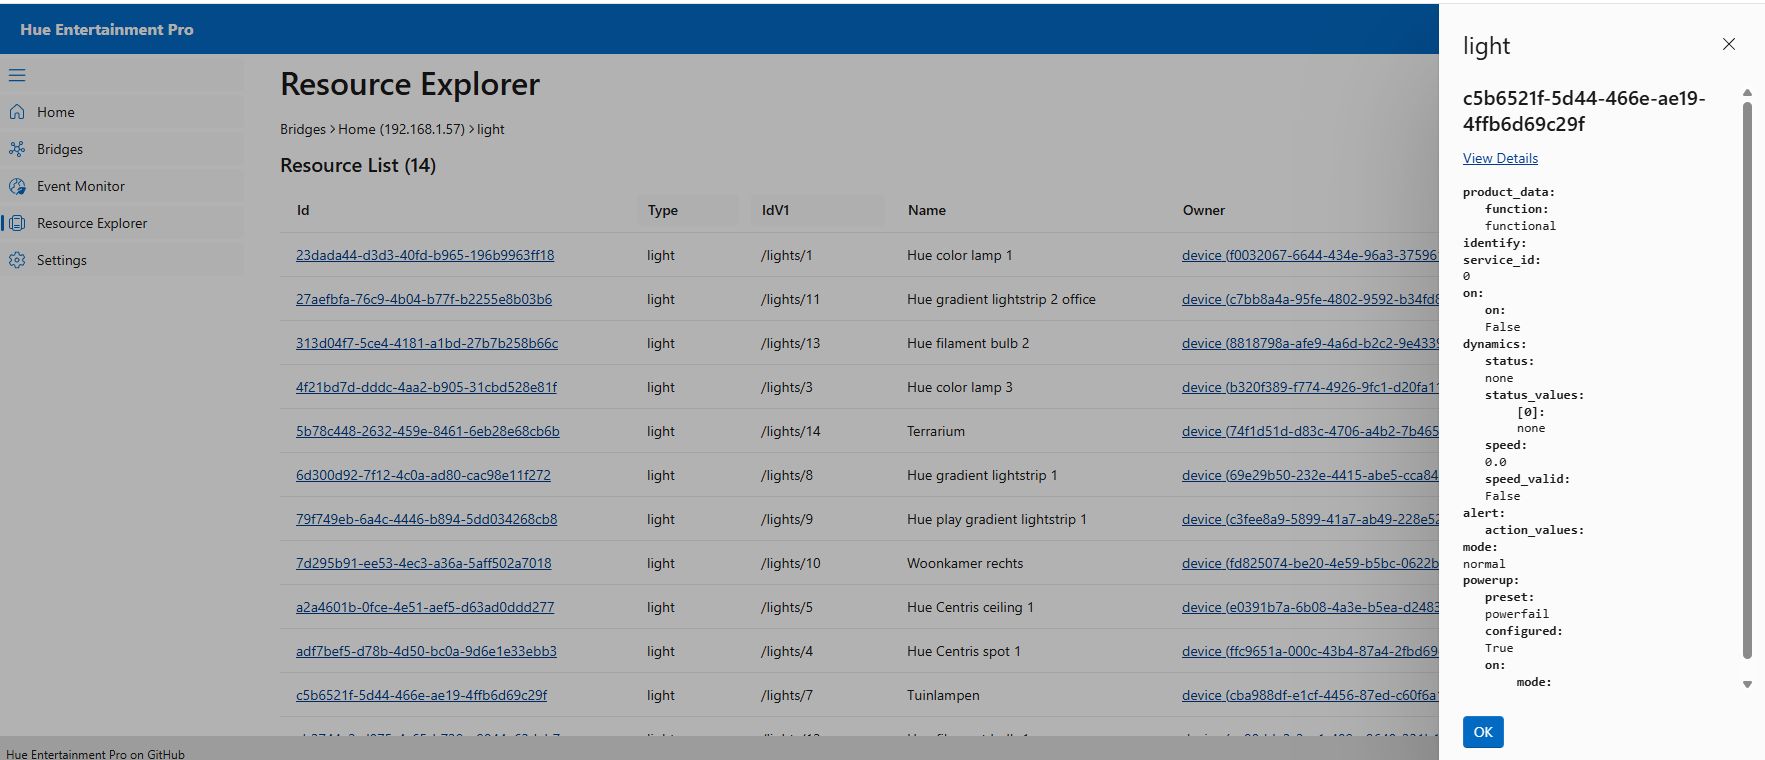 Hue Entertainment Pro
Home
Bridges
Event Monitor
Resource Explorer
Settings
Resource Explorer
Bridges > Home (192.168.1.57) > light
Resource List (14)
Id Type IdV1 Name Owner
23dada44-d3d3-40fd-b965-196b9963ff18 light /lights/1 Hue color lamp 1 device (f0032067-6644-434e-96a3-37596
27aefbfa-76c9-4b04-b77f-b2255e8b03b6 light /lights/11 Hue gradient lightstrip 2 office device (c7bb8a4a-95fe-4802-9592-b34fd8
313d04f7-5ce4-4181-a1bd-27b7b258b66c light /lights/13 Hue filament bulb 2 device (8818798a-afe9-4a6d-b2c2-9e4339
4f21bd7d-dddc-4aa2-b905-31cbd528e81f light /lights/3 Hue color lamp 3 device (b320f389-f774-4926-9fc1-d20fa11
5b78c448-2632-459e-8461-6eb28e68cb6b light /lights/14 Terrarium device (74f1d51d-d83c-4706-a4b2-7b465
6d300d92-7f12-4c0a-ad80-cac98e11f272 light /lights/8 Hue gradient lightstrip 1 device (69e29b50-232e-4415-abe5-cca84
79f749eb-6a4c-4446-b894-5dd034268cb8 light /lights/9 Hue play gradient lightstrip 1 device (c3fee8a9-5899-41a7-ab49-228e52
7d295b91-ee53-4ec3-a36a-5aff502a7018 light /lights/10 Woonkamer rechts device (fd825074-be20-4e59-b5bc-0622b
a2a4601b-0fce-4e51-aef5-d63ad0ddd277 light /lights/5 Hue Centris ceiling 1 device (e0391b7a-6b08-4a3e-b5ea-d2483
adf7bef5-d78b-4d50-bc0a-9d6e1e33ebb3 light /lights/4 Hue Centris spot 1 device (ffc9651a-000c-43b4-87a4-2fbd69
c5b6521f-5d44-466e-ae19-4ffb6d69c29f light /lights/7 Tuinlampen device (cba988df-e1cf-4456-87ed-c60f6a
Hue Entertainment Pro on GitHub
light
c5b6521f-5d44-466e-ae19-
4ffb6d69c29f
View Details
product_data:
function:
functional
identify:
service_id:
0
on:
on:
False
dynamics:
status:
none
status_values:
[0]:
none
speed:
0.0
speed_valid:
False
alert:
action_values:
mode:
normal
powerup:
preset:
powerfail
configured:
True
on:
mode:
OK